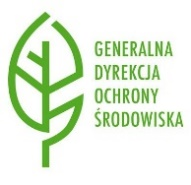 GENERALNA
DYREKCJA
OCHRONY
ŚRODOWISKA